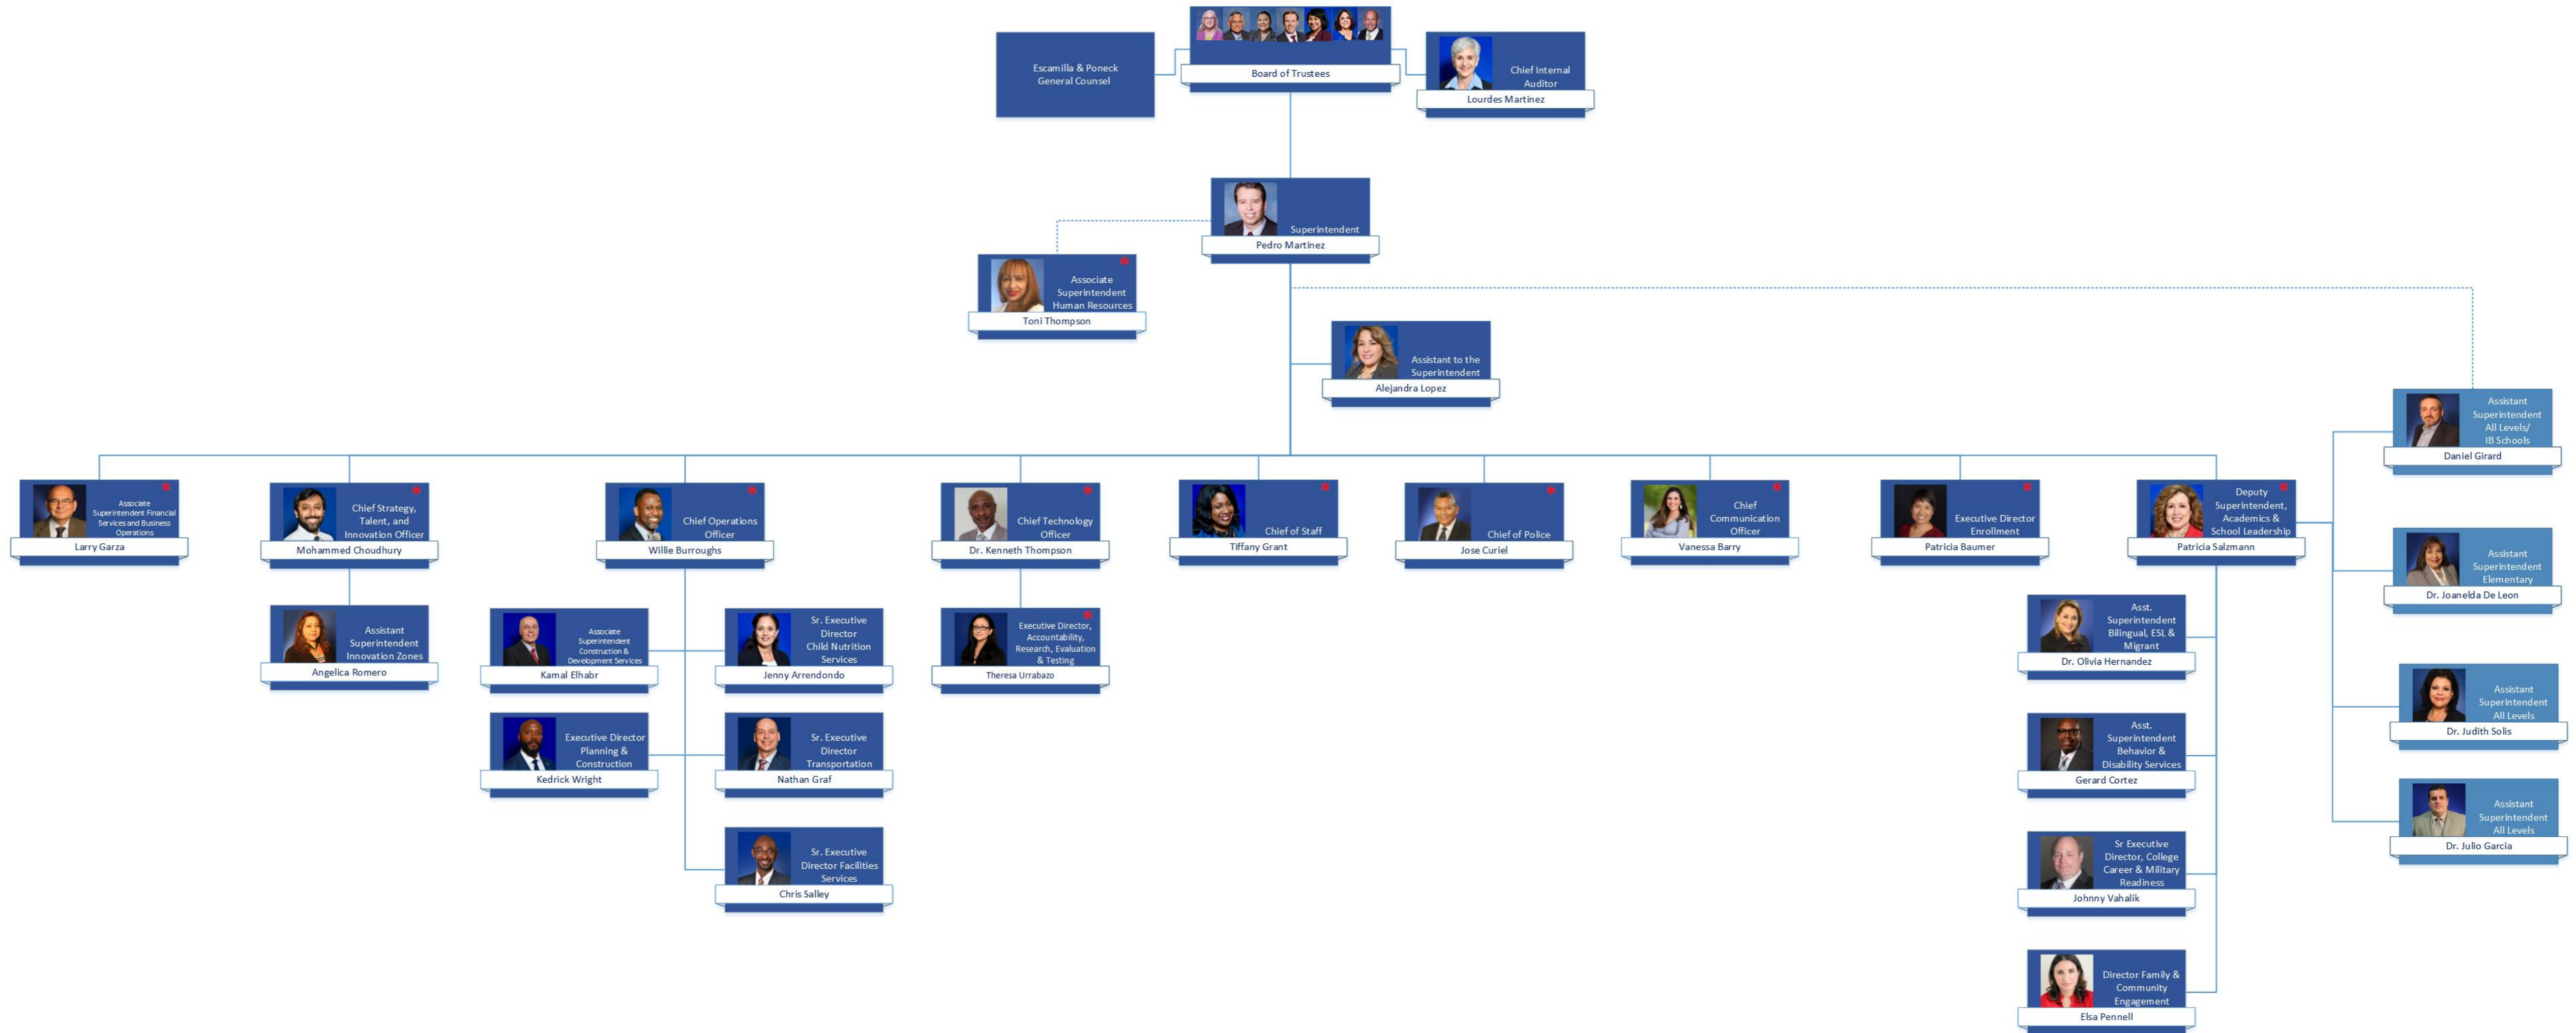 Board of Trustees
Escamilla & Poneck
General Counsel
Chief Internal
Auditor
Lourdes Martinez
Superintendent
Pedro Martinez
Associate
Superintendent
Human Resources
Toni Thompson
Assistant to the
Superintendent
Alejandra Lopez
Assistant
Superintendent
All Levels/
IB Schools
Daniel Girard
Associate
Superintendent Financial
Services and Business
Operations
Larry Garza
Chief Strategy,
Talent, and
Innovation Officer
Mohammed Choudhury
Chief Operations
Officer
Willie Burroughs
Chief Technology
Officer
Dr. Kenneth Thompson
Chief of Staff
Tiffany Grant
Chief of Police
Jose Curiel
Chief
Communication
Officer
Vanessa Barry
Executive Director
Enrollment
Patricia Baumer
Deputy
Superintendent,
Academics &
School Leadership
Patricia Salzmann
Assistant
Superintendent
Elementary
Dr. Joanelda De Leon
Assistant
Superintendent
Innovation Zones
Angelica Romero
Associate
Superintendent
Construction &
Development Services
Kamal Elhabr
Sr. Executive
Director
Child Nutrition
Services
Jenny Arrendondo
Executive Director,
Accountability,
Research, Evaluation
& Testing
Theresa Urrabazo
Asst.
Superintendent
Bilingual, ESL &
Migrant
Dr. Olivia Hernandez
Assistant
Superintendent
All Levels
Dr. Judith Solis
Executive Director
Planning &
Construction
Kedrick Wright
Sr. Executive
Director
Transportation
Nathan Graf
Asst.
Superintendent
Behavior &
Disability Services
Gerard Cortez
Assistant
Superintendent
All Levels
Dr. Julio Garcia
Sr. Executive
Director Facilities
Services
Chris Salley
Sr Executive
Director, College
Career & Military
Readiness
Johnny Vahalik
Director Family &
Community
Engagement
Elsa Pennell